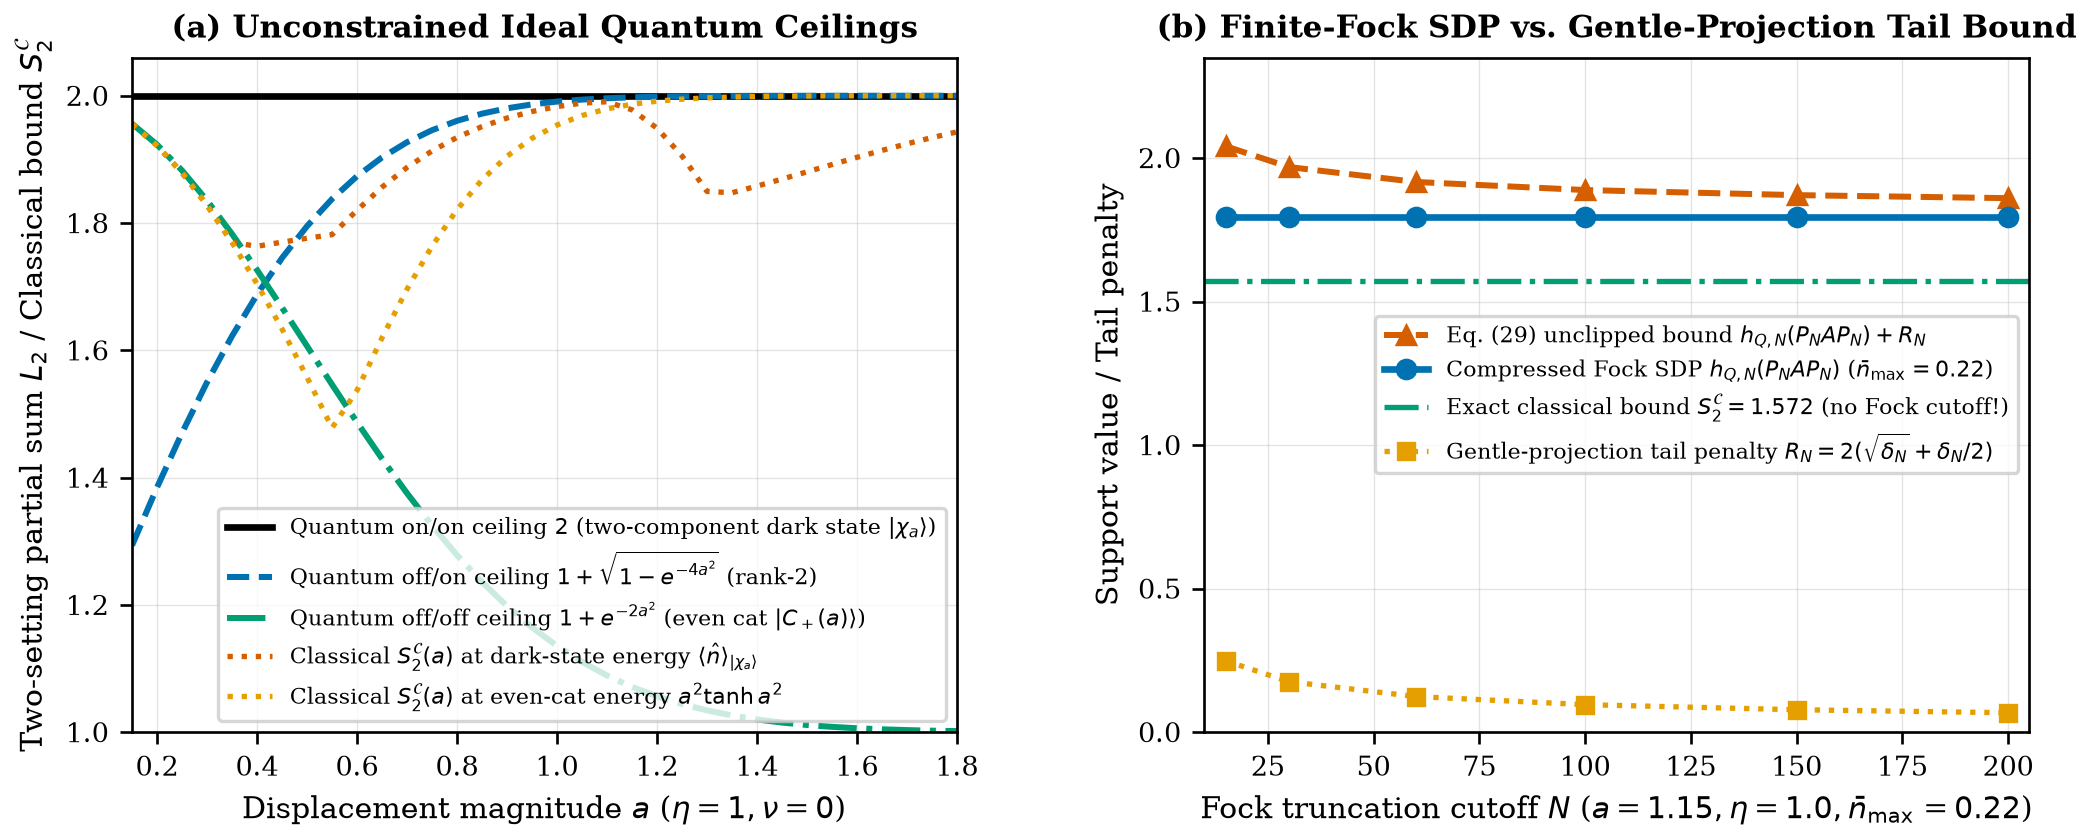 (a) Unconstrained Ideal Quantum Ceilings
Two-setting partial sum L₂ / Classical bound S₂^𝒞
2.0
1.8
1.6
1.4
1.2
1.0
Quantum on/on ceiling 2 (two-component dark state |χₐ⟩)
Quantum off/on ceiling 1 + √(1 − e^{−4a²}) (rank-2)
Quantum off/off ceiling 1 + e^{−2a²} (even cat |C₊(a)⟩)
Classical S₂^𝒞(a) at dark-state energy ⟨n̂⟩_{|χₐ⟩}
Classical S₂^𝒞(a) at even-cat energy a² tanh a²
0.2 0.4 0.6 0.8 1.0 1.2 1.4 1.6 1.8
Displacement magnitude a (η = 1, ν = 0)
(b) Finite-Fock SDP vs. Gentle-Projection Tail Bound
Support value / Tail penalty
2.0
1.5
1.0
0.5
0.0
Eq. (29) unclipped bound h_{Q,N}(P_N A P_N) + R_N
Compressed Fock SDP h_{Q,N}(P_N A P_N) (n̄_max = 0.22)
Exact classical bound S₂^𝒞 = 1.572 (no Fock cutoff!)
Gentle-projection tail penalty R_N = 2(√δ_N + δ_N/2)
25 50 75 100 125 150 175 200
Fock truncation cutoff N (a = 1.15, η = 1.0, n̄_max = 0.22)